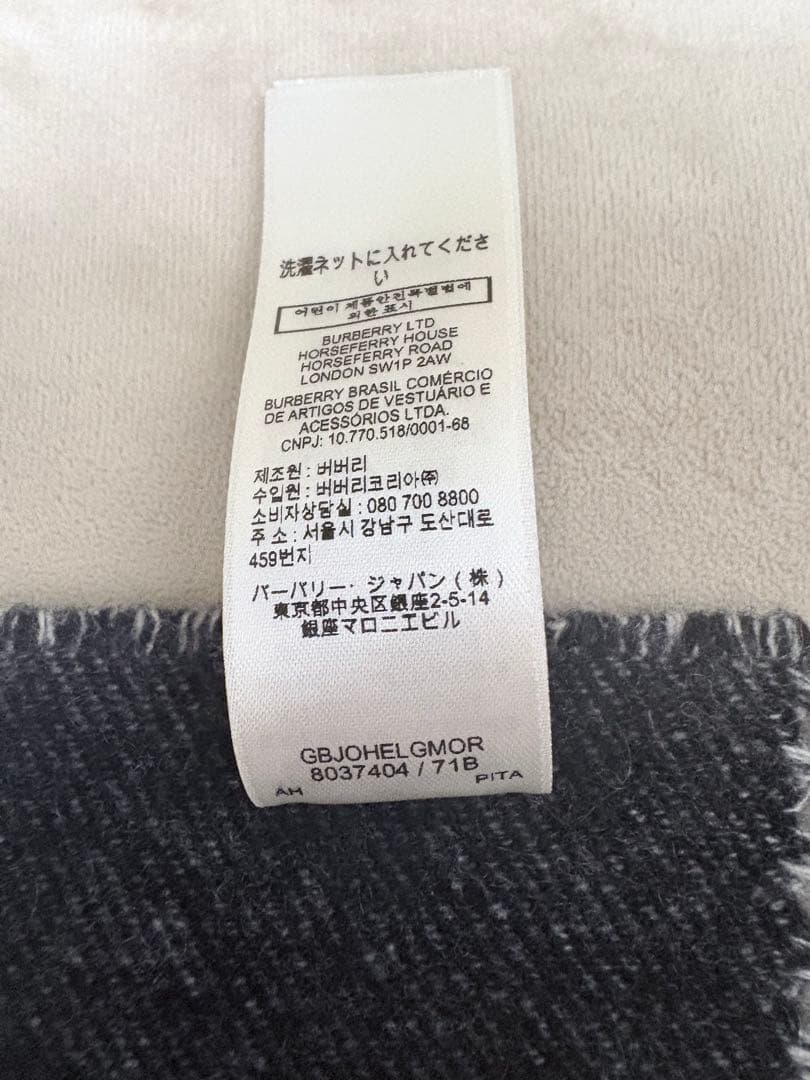 洗濯ネットに入れてくださ
い
어린이 제품안전특별법에
의한 표시
BURBERRY LTD
HORSEFERRY HOUSE
HORSEFERRY ROAD
LONDON SW1P 2AW
BURBERRY BRASIL COMÉRCIO
DE ARTIGOS DE VESTUÁRIO E
ACESSÓRIOS LTDA.
CNPJ: 10.770.518/0001-68
제조원 : 버버리
수입원 : 버버리코리아㈜
소비자상담실 : 080 700 8800
주 소 : 서울시 강남구 도산대로
459번지
バーバリー・ジャパン ( 株 )
東京都中央区銀座2-5-14
銀座マロニエビル
GBJOHELGMOR
8037404 / 71B
AH PITA